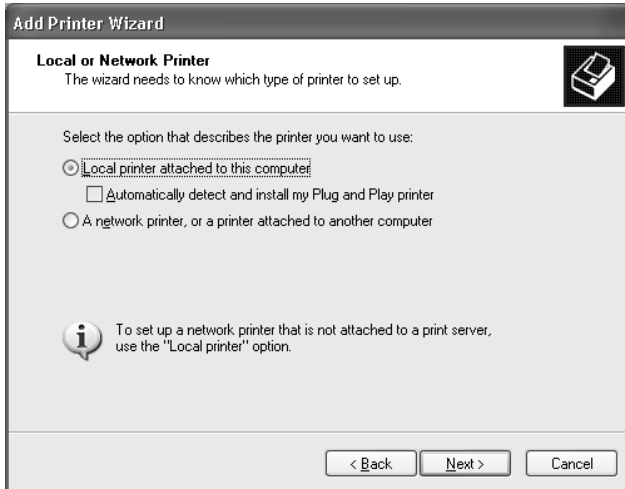 Add Printer Wizard
Local or Network Printer
The wizard needs to know which type of printer to set up.
Select the option that describes the printer you want to use:
Local printer attached to this computer
Automatically detect and install my Plug and Play printer
A network printer, or a printer attached to another computer
To set up a network printer that is not attached to a print server,
use the "Local printer" option.
< Back Next > Cancel